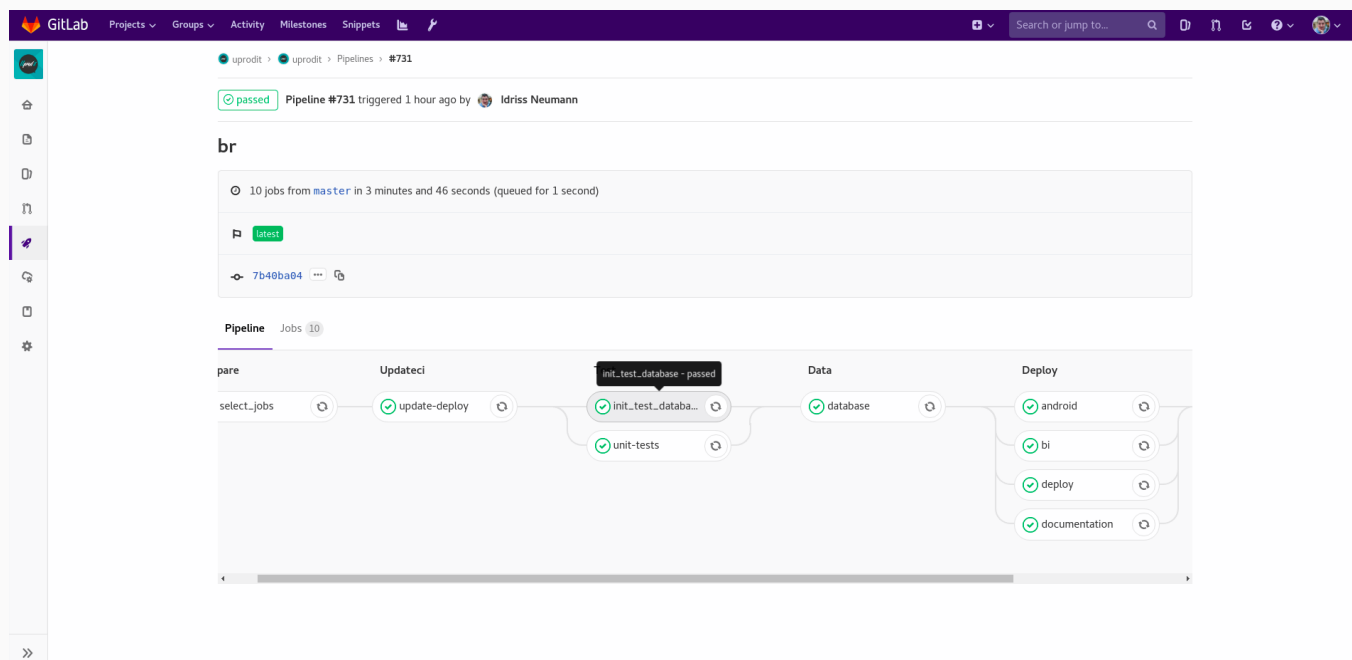 GitLab Projects Groups Activity Milestones Snippets Search or jump to...
uprodit > uprodit > Pipelines > #731
passed Pipeline #731 triggered 1 hour ago by Idriss Neumann
br
10 jobs from master in 3 minutes and 46 seconds (queued for 1 second)
latest
7b40ba04
Pipeline Jobs 10
pare Updateci Data Deploy
init_test_database - passed
select_jobs update-deploy init_test_databa... database android
unit-tests bi
deploy
documentation